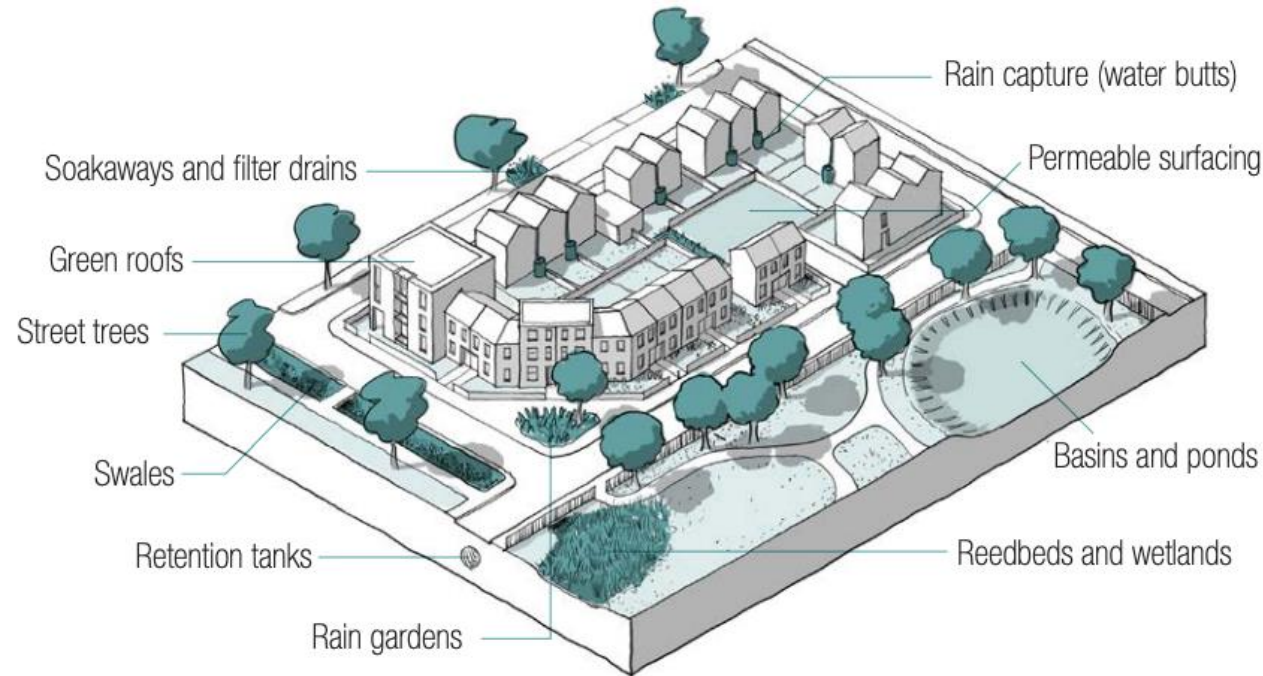 Rain capture (water butts)
Soakaways and filter drains
Permeable surfacing
Green roofs
Street trees
Swales
Basins and ponds
Retention tanks
Reedbeds and wetlands
Rain gardens